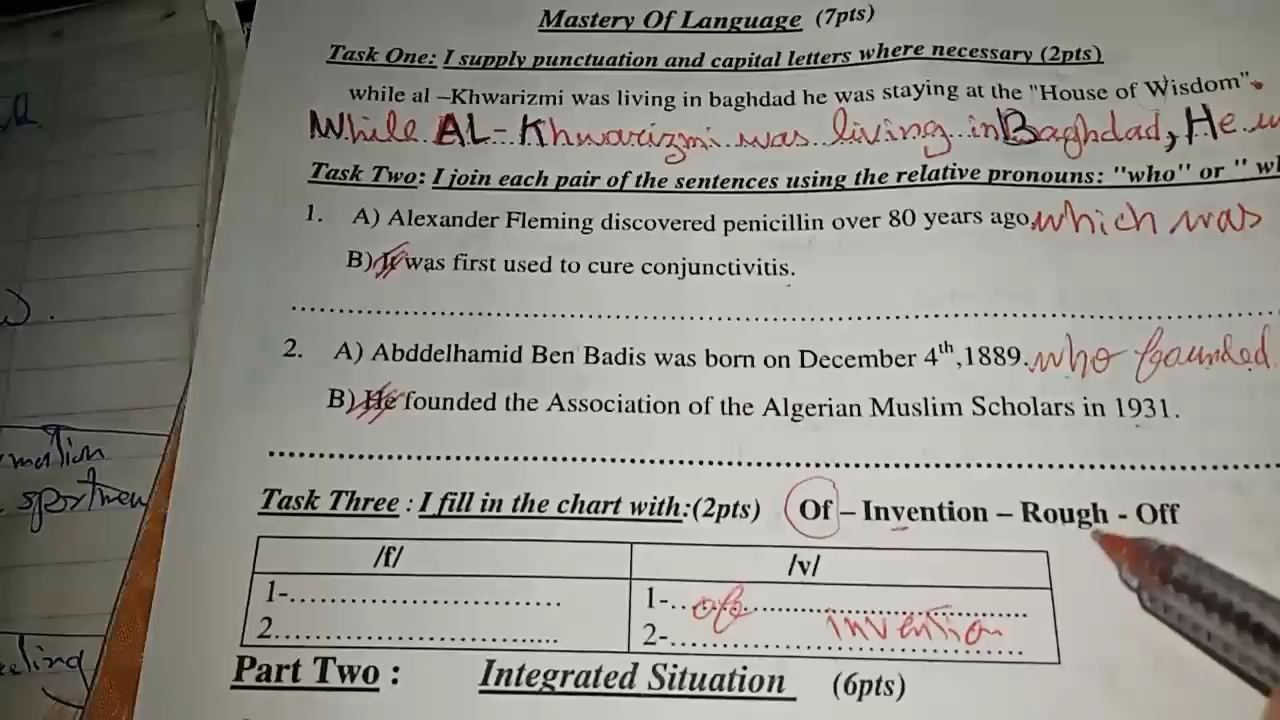 Mastery Of Language (7pts)
Task One: I supply punctuation and capital letters where necessary (2pts)
while al –Khwarizmi was living in baghdad he was staying at the "House of Wisdom".
While AL-Khwarizmi was living in Baghdad, He
Task Two: I join each pair of the sentences using the relative pronouns: "who" or "
1. A) Alexander Fleming discovered penicillin over 80 years ago. which was
B) It was first used to cure conjunctivitis.
2. A) Abddelhamid Ben Badis was born on December 4th,1889. who founded
B) He founded the Association of the Algerian Muslim Scholars in 1931.
motion
sportmen
Task Three : I fill in the chart with:(2pts) Of – Invention – Rough - Off
/f/ /v/
1-.......... 1-.. of..........
2.......... 2-.......... invention
eling
Part Two : Integrated Situation (6pts)